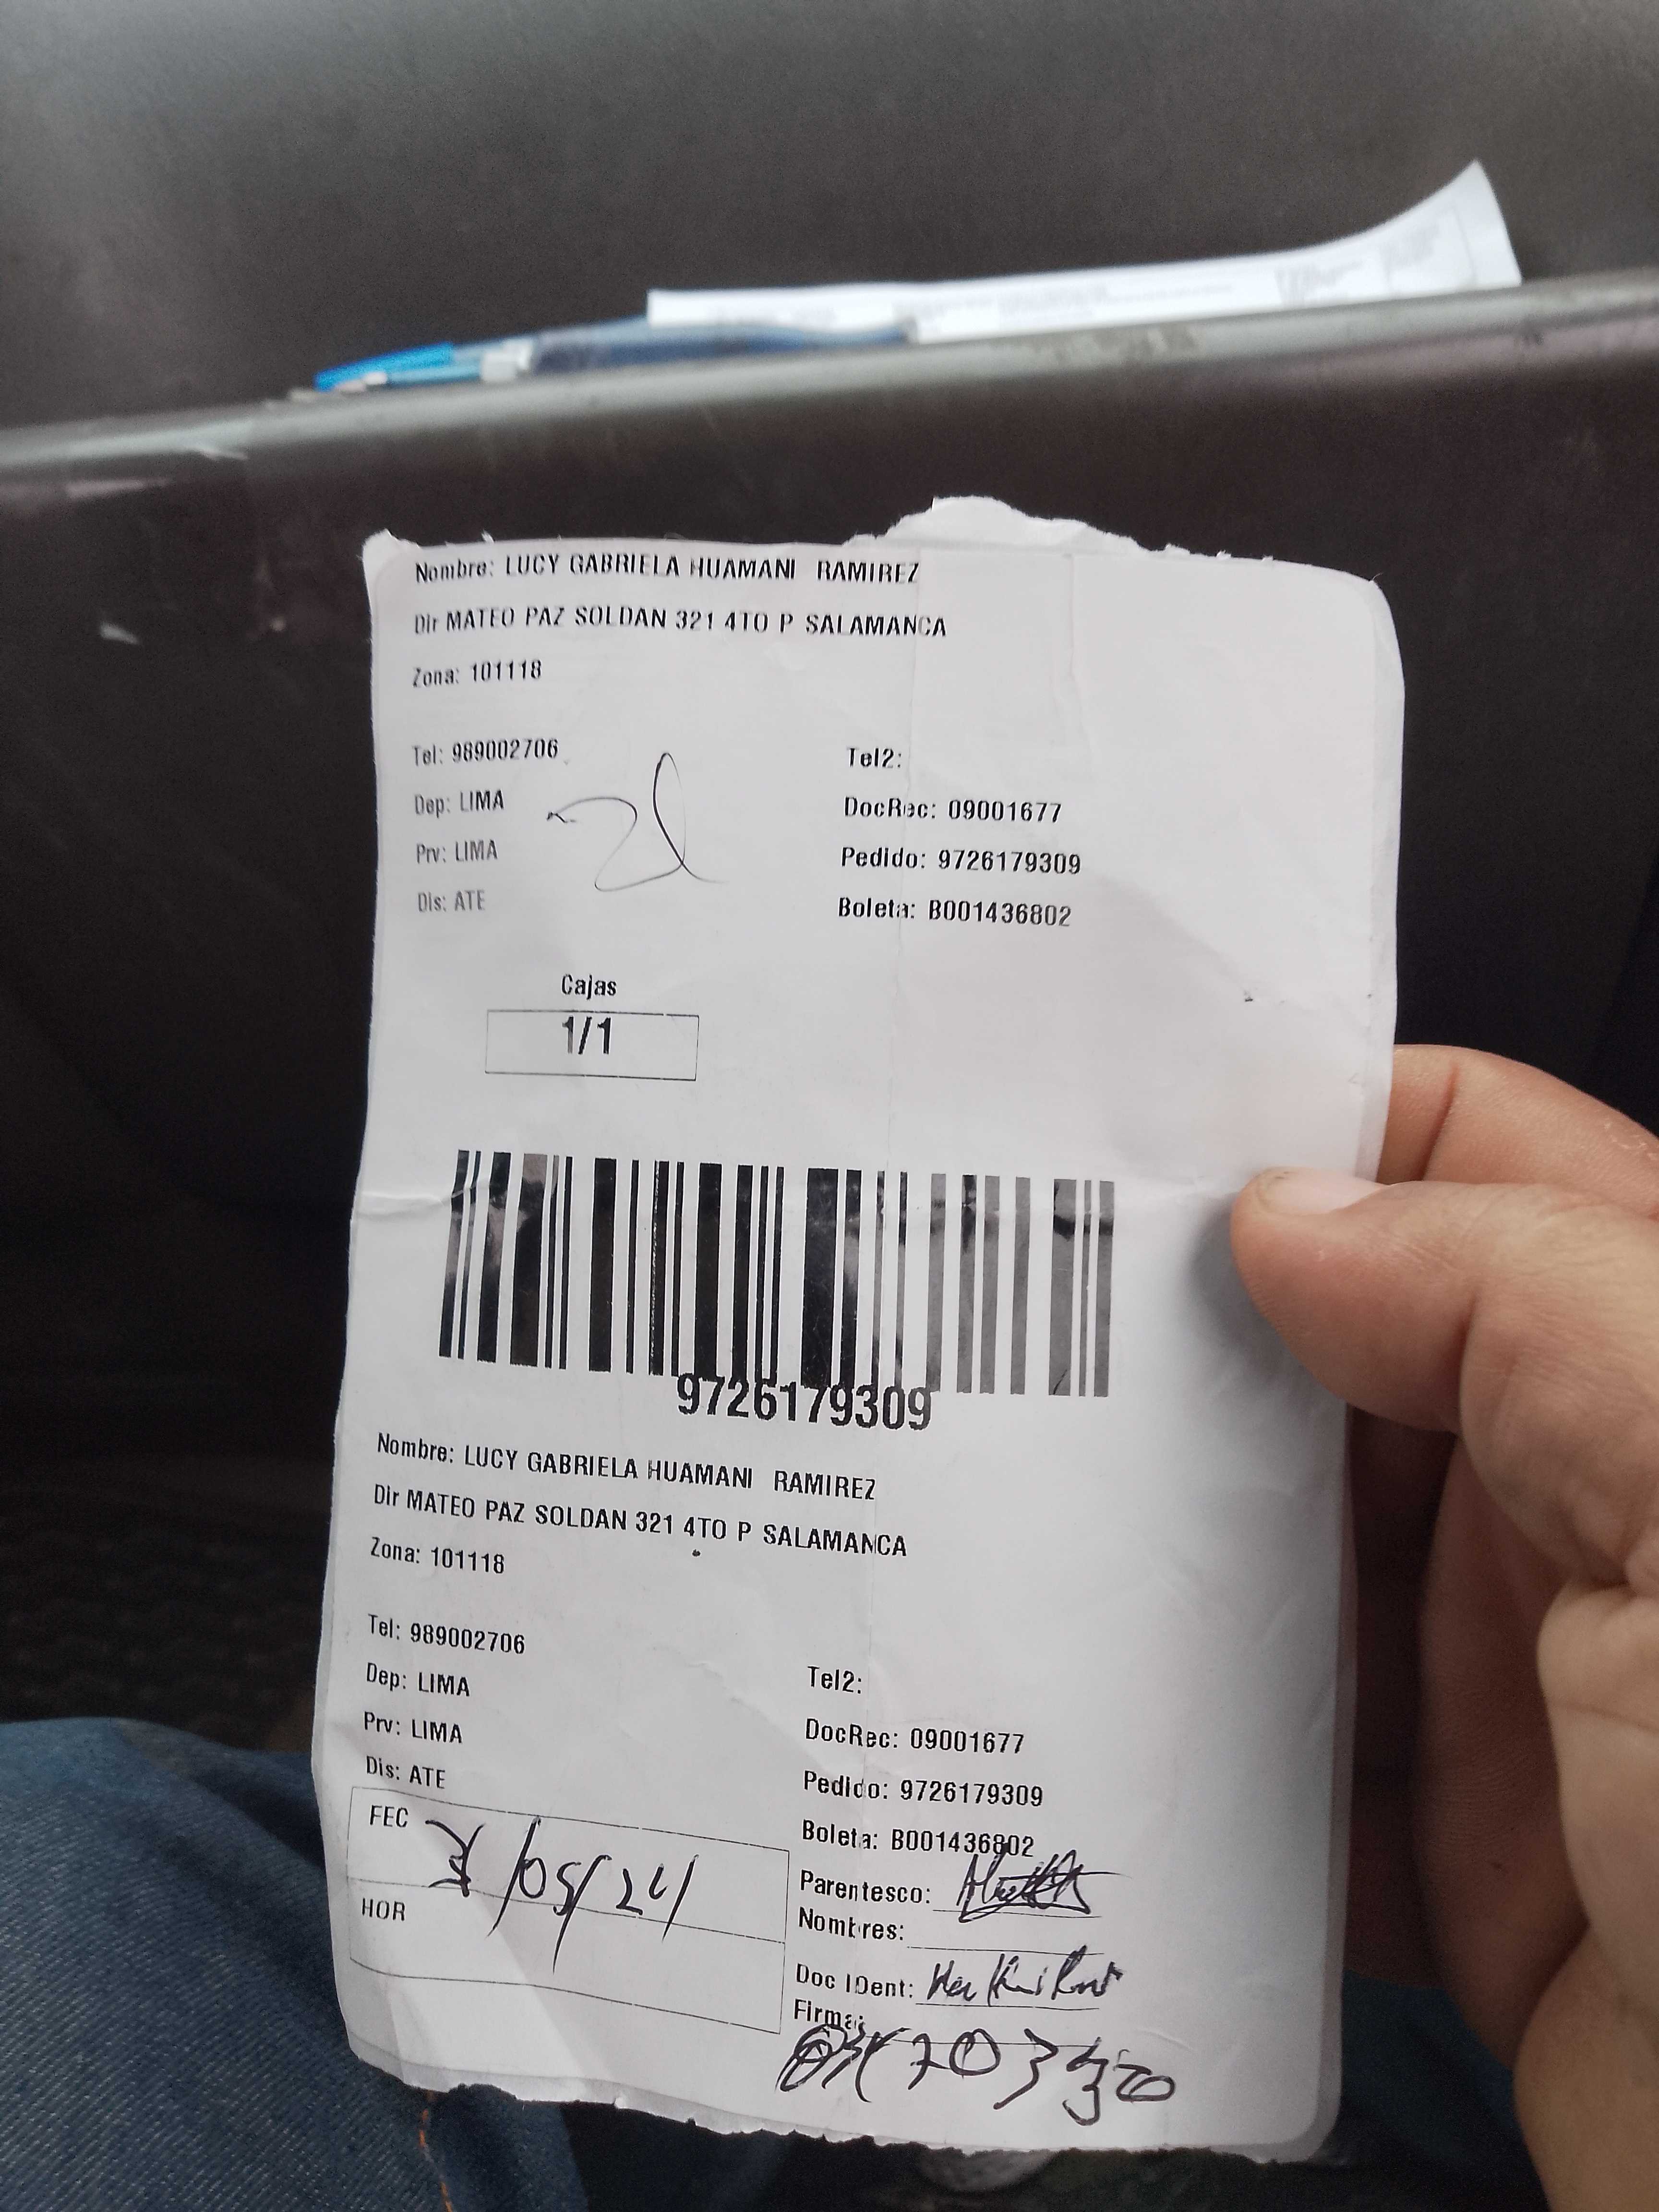 Nombre: LUCY GABRIELA HUAMANI RAMIREZ
Dir MATEO PAZ SOLDAN 321 4TO P SALAMANCA
Zona: 101118
Tel: 989002706
Tel2:
Dep: LIMA
DocRec: 09001677
Prv: LIMA
Pedido: 9726179309
Dis: ATE
Boleta: B001436802
Cajas
1/1
9726179309
Nombre: LUCY GABRIELA HUAMANI RAMIREZ
Dir MATEO PAZ SOLDAN 321 4TO P SALAMANCA
Zona: 101118
Tel: 989002706
Tel2:
Dep: LIMA
DocRec: 09001677
Prv: LIMA
Pedido: 9726179309
Dis: ATE
Boleta: B001436802
FEC
Parentesco:
HOR
Nombres:
Doc IDent:
Firma: